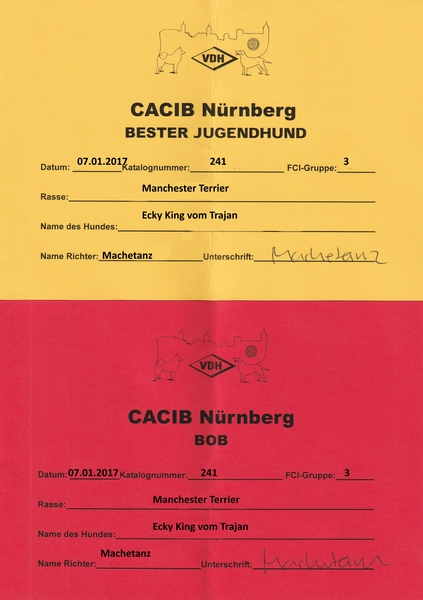 VDH
CACIB Nürnberg
BESTER JUGENDHUND
Datum: 07.01.2017 Katalognummer: 241 FCI-Gruppe: 3
Rasse: Manchester Terrier
Name des Hundes: Ecky King vom Trajan
Name Richter: Machetanz Unterschrift: Machetanz
VDH
CACIB Nürnberg
BOB
Datum: 07.01.2017 Katalognummer: 241 FCI-Gruppe: 3
Rasse: Manchester Terrier
Name des Hundes: Ecky King vom Trajan
Name Richter: Machetanz Unterschrift: Machetanz